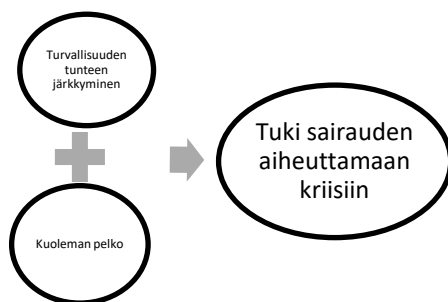 Turvallisuuden
tunteen
järkkyminen
Kuoleman pelko
Tuki sairauden
aiheuttamaan
kriisiin